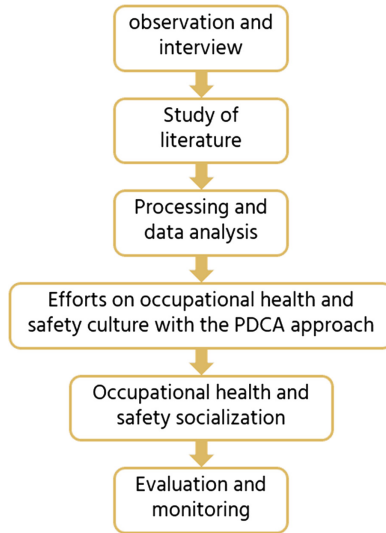 observation and
interview
Study of
literature
Processing and
data analysis
Efforts on occupational health and
safety culture with the PDCA approach
Occupational health and
safety socialization
Evaluation and
monitoring